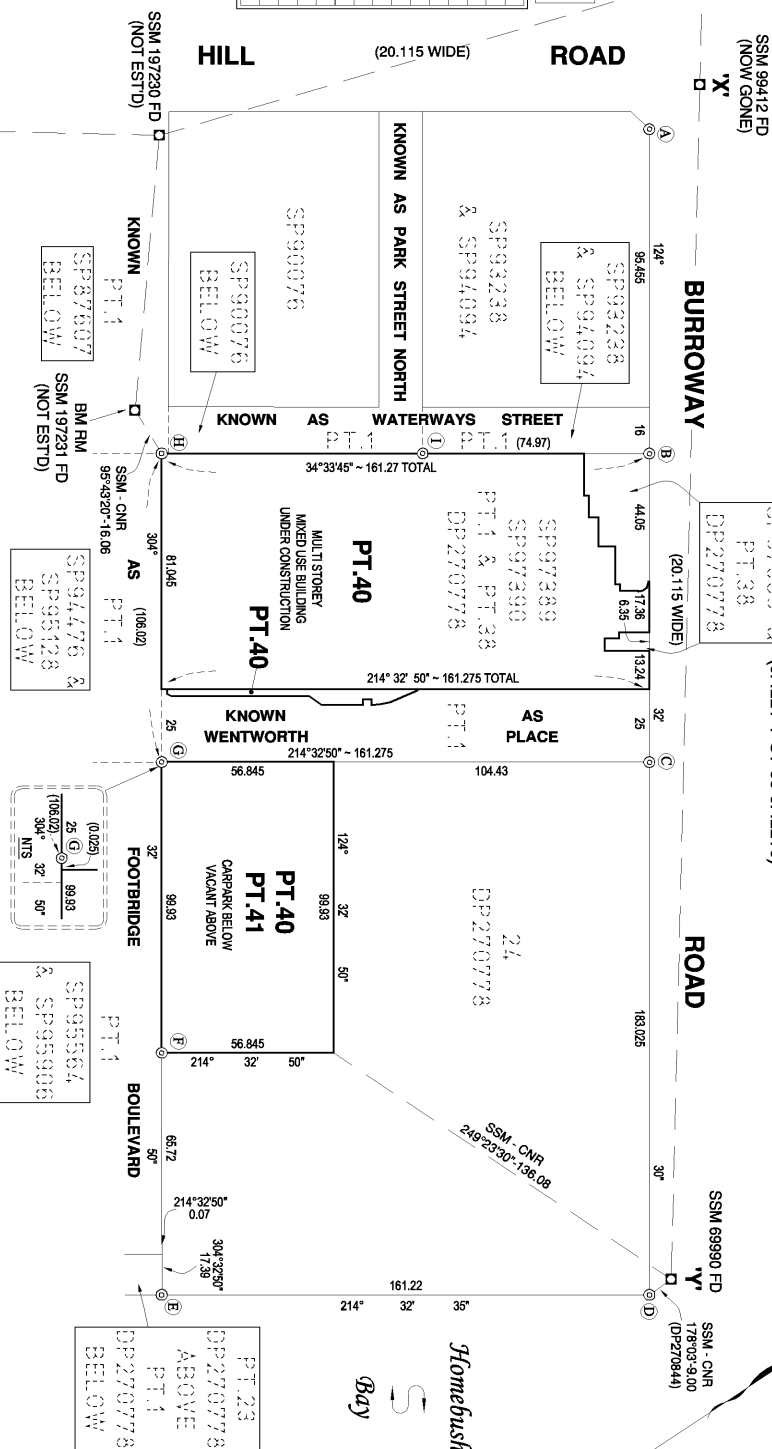 SSM 99412 FD
(NOW GONE)
'X'
HILL
(20.115 WIDE)
ROAD
SSM 197230 FD
(NOT EST'D)
A
124°
95.455
BURROWAY
KNOWN AS PARK STREET NORTH
SP93238
& SP94094
SP93238
& SP94094
BELOW
SP90076
SP90076
BELOW
KNOWN
PT.1
SP87607
BELOW
KNOWN AS WATERWAYS STREET
PT.1
PT.1
(74.97)
16
B
H
I
34°33'45" ~ 161.27 TOTAL
BM RM
SSM 197231 FD
(NOT EST'D)
SSM - CNR
95°43'20"-16.06
304°
81.045
AS
(106.02)
PT.1
SP94476 &
SP95128
BELOW
MULTI STOREY
MIXED USE BUILDING
UNDER CONSTRUCTION
PT.40
PT.40
SP97389
SP97390
PT.1 & PT.38
DP270778
44.05
17.36
6.35
13.24
(20.115 WIDE)
PT.38
DP270778
214° 32' 50" ~ 161.275 TOTAL
KNOWN AS
WENTWORTH PLACE
PT.1
25
25
32'
G
C
214°32'50" ~ 161.275
56.845
104.43
124° 32' 50"
99.93
PT.40
PT.41
CARPARK BELOW
VACANT ABOVE
32'
99.93
FOOTBRIDGE
(0.025)
25 G
(106.02)
304° 32' 50"
99.93
NTS
24
DP270778
183.025
ROAD
PT.1
SP95564
& SP95906
BELOW
F
56.845
214° 32' 50"
BOULEVARD
65.72
50"
SSM - CNR
249°23'30"-136.08
30"
SSM 69990 FD
'Y'
SSM - CNR
178°03'-9.00
(DP270844)
214°32'50"
0.07
304°32'50"
17.39
161.22
214° 32' 35"
E
D
Homebush
Bay
PT.23
DP270778
ABOVE
PT.1
DP270778
BELOW